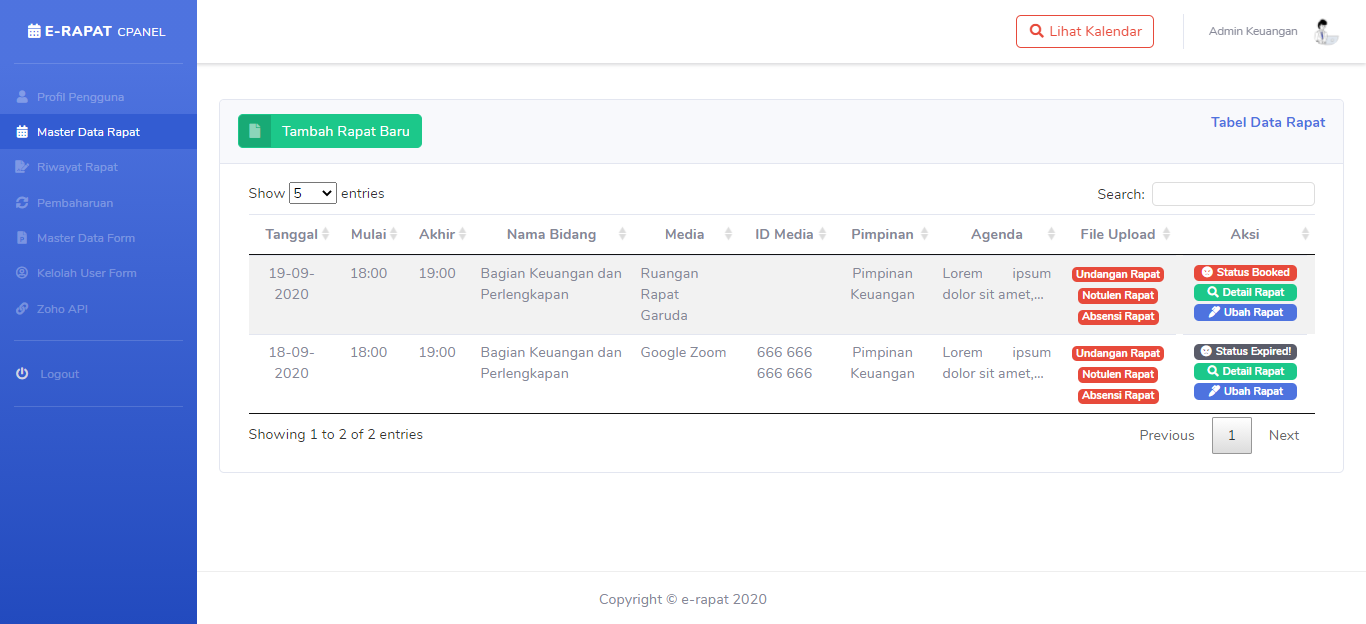 E-RAPAT CPANEL
Lihat Kalendar
Admin Keuangan
Profil Pengguna
Master Data Rapat
Riwayat Rapat
Pembaharuan
Master Data Form
Kelolah User Form
Zoho API
Logout
Tambah Rapat Baru
Tabel Data Rapat
Show 5 entries
Search:
Tanggal Mulai Akhir Nama Bidang Media ID Media Pimpinan Agenda File Upload Aksi
19-09- 18:00 19:00 Bagian Keuangan dan Ruangan Pimpinan Lorem ipsum Undangan Rapat Status Booked
2020 Perlengkapan Rapat Keuangan dolor sit amet,... Notulen Rapat Detail Rapat
Garuda Absensi Rapat Ubah Rapat
18-09- 18:00 19:00 Bagian Keuangan dan Google Zoom 666 666 Pimpinan Lorem ipsum Undangan Rapat Status Expired!
2020 Perlengkapan 666 666 Keuangan dolor sit amet,... Notulen Rapat Detail Rapat
Absensi Rapat Ubah Rapat
Showing 1 to 2 of 2 entries
Previous 1 Next
Copyright © e-rapat 2020